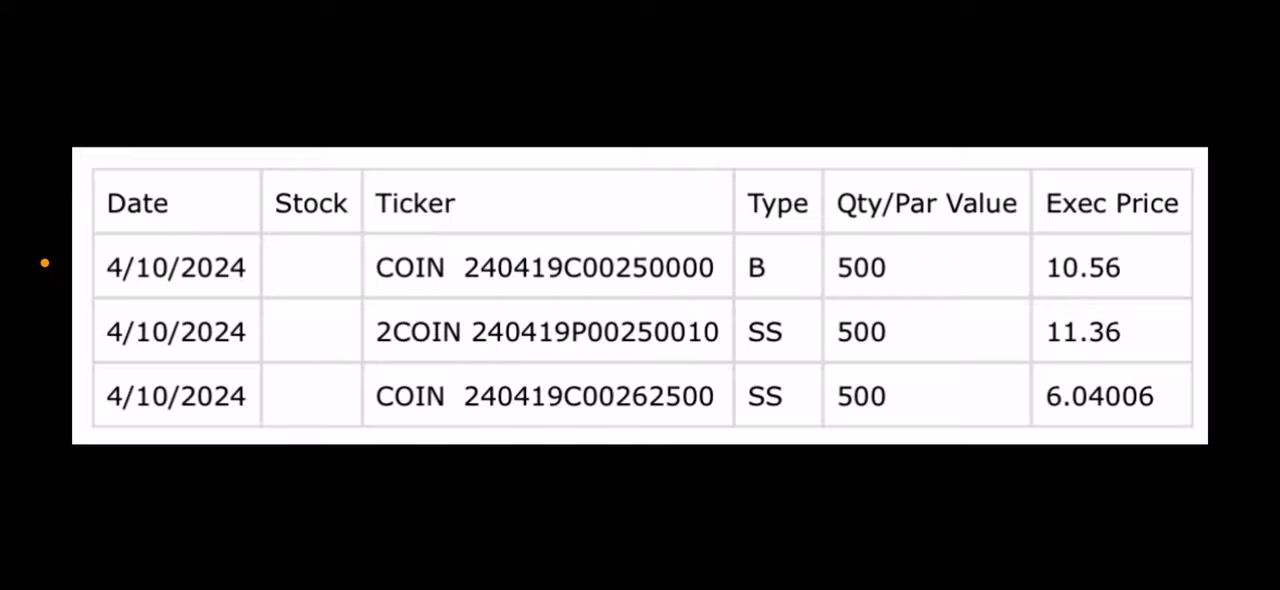 Date Stock Ticker Type Qty/Par Value Exec Price
4/10/2024 COIN 240419C00250000 B 500 10.56
4/10/2024 2COIN 240419P00250010 SS 500 11.36
4/10/2024 COIN 240419C00262500 SS 500 6.04006